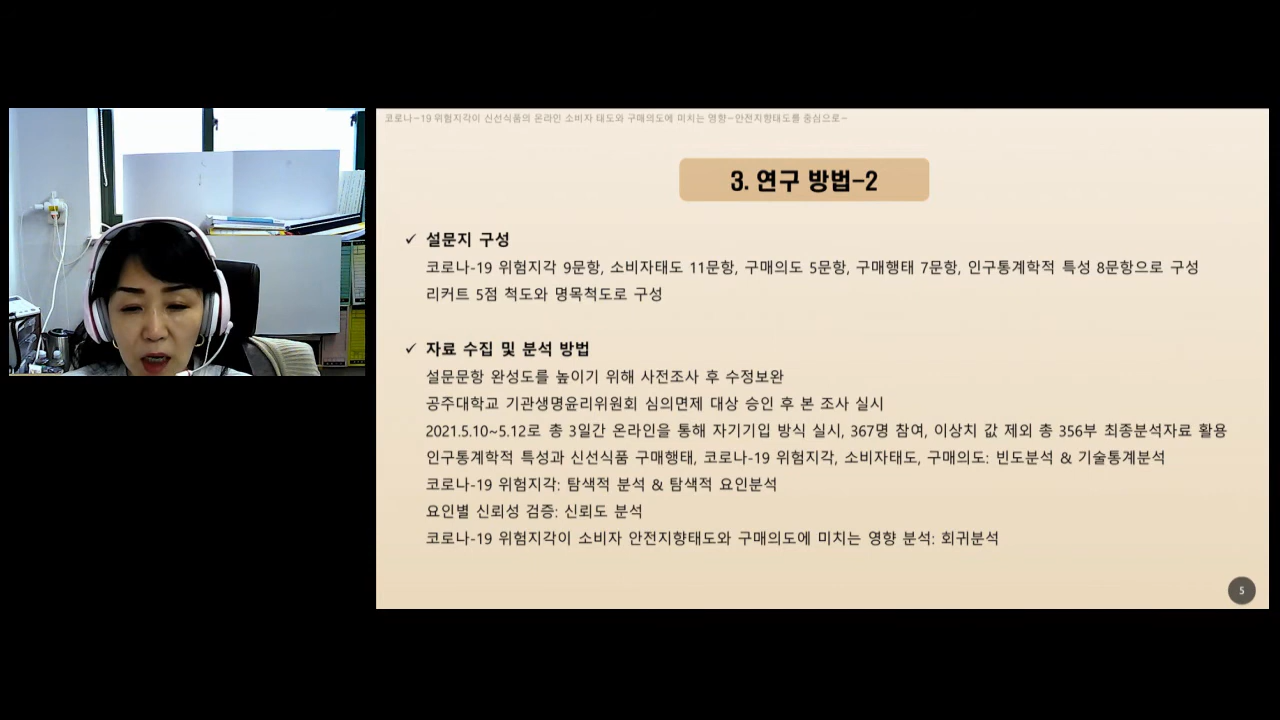 코로나-19 위험지각이 신선식품의 온라인 소비자 태도와 구매의도에 미치는 영향-안전지향태도를 중심으로-
3. 연구 방법-2
✓ 설문지 구성
코로나-19 위험지각 9문항, 소비자태도 11문항, 구매의도 5문항, 구매행태 7문항, 인구통계학적 특성 8문항으로 구성
리커트 5점 척도와 명목척도로 구성
✓ 자료 수집 및 분석 방법
설문문항 완성도를 높이기 위해 사전조사 후 수정보완
공주대학교 기관생명윤리위원회 심의면제 대상 승인 후 본 조사 실시
2021.5.10~5.12로 총 3일간 온라인을 통해 자기기입 방식 실시, 367명 참여, 이상치 값 제외 총 356부 최종분석자료 활용
인구통계학적 특성과 신선식품 구매행태, 코로나-19 위험지각, 소비자태도, 구매의도: 빈도분석 & 기술통계분석
코로나-19 위험지각: 탐색적 분석 & 탐색적 요인분석
요인별 신뢰성 검증: 신뢰도 분석
코로나-19 위험지각이 소비자 안전지향태도와 구매의도에 미치는 영향 분석: 회귀분석
5